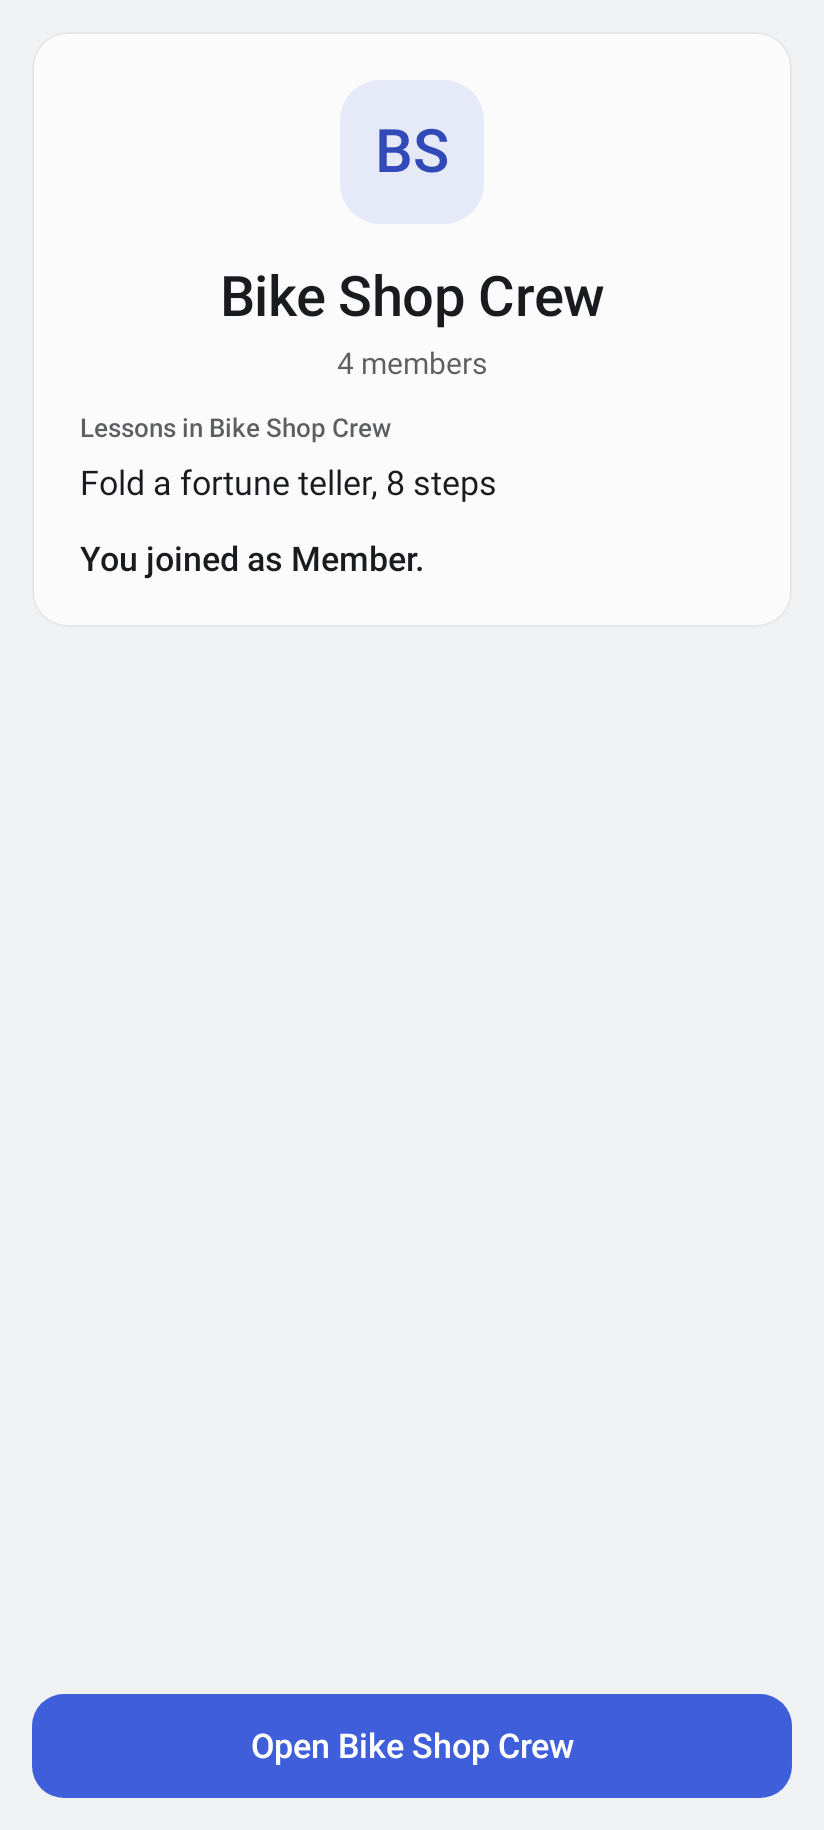 BS
Bike Shop Crew
4 members
Lessons in Bike Shop Crew
Fold a fortune teller, 8 steps
You joined as Member.
Open Bike Shop Crew